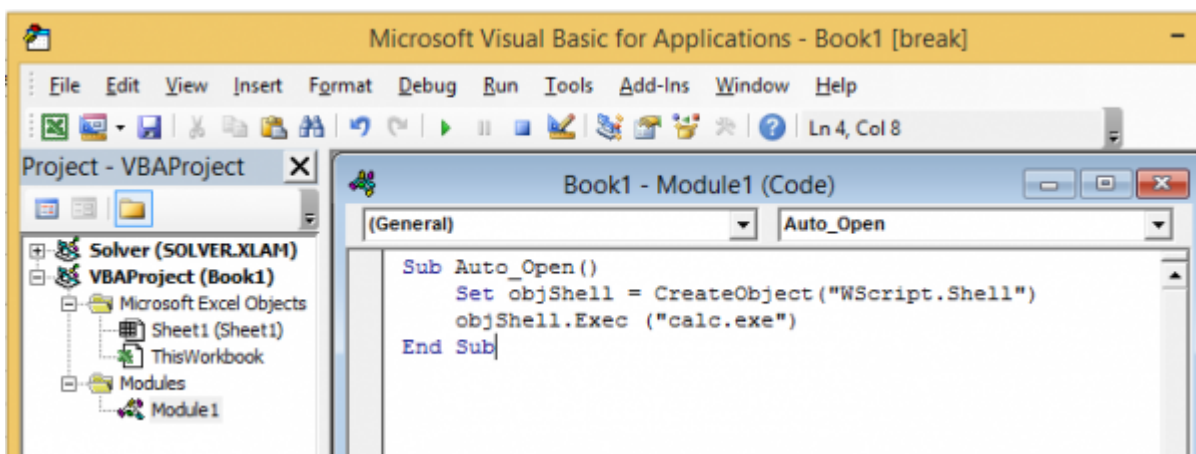 Microsoft Visual Basic for Applications - Book1 [break]
File Edit View Insert Format Debug Run Tools Add-Ins Window Help
Ln 4, Col 8
Project - VBAProject
Solver (SOLVER.XLAM)
VBAProject (Book1)
Microsoft Excel Objects
Sheet1 (Sheet1)
ThisWorkbook
Modules
Module1
Book1 - Module1 (Code)
(General) Auto_Open
Sub Auto_Open()
Set objShell = CreateObject("WScript.Shell")
objShell.Exec ("calc.exe")
End Sub